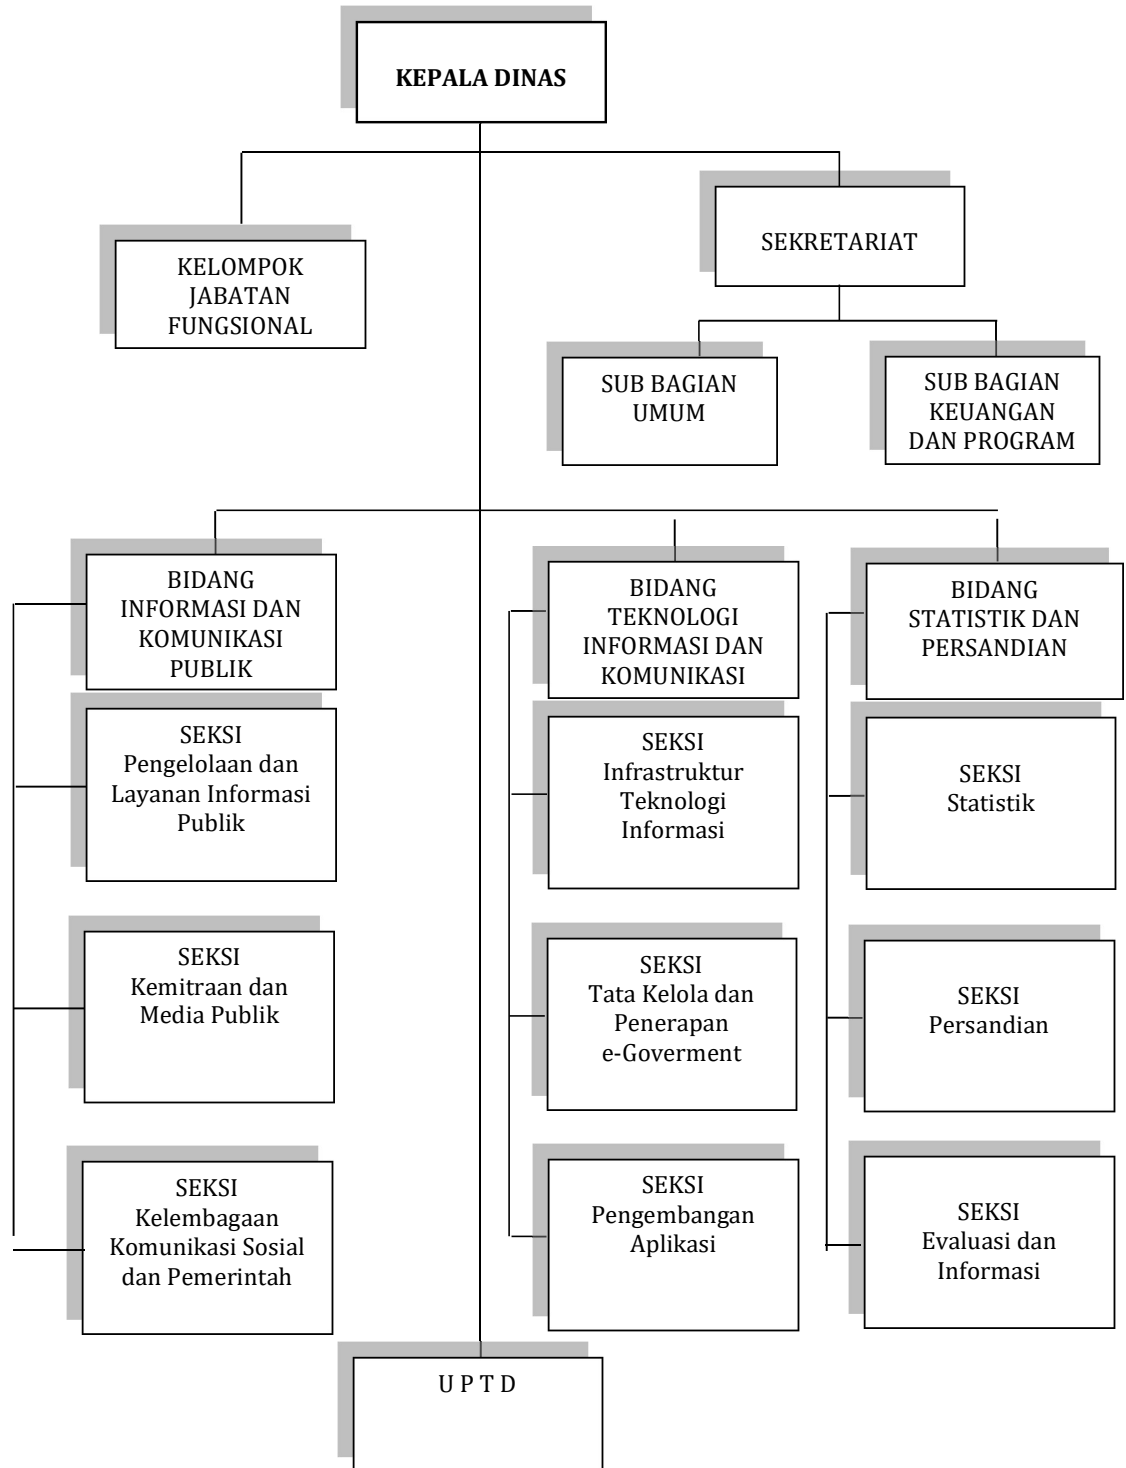 KEPALA DINAS
SEKRETARIAT
KELOMPOK
JABATAN
FUNGSIONAL
SUB BAGIAN
UMUM
SUB BAGIAN
KEUANGAN
DAN PROGRAM
BIDANG
INFORMASI DAN
KOMUNIKASI
PUBLIK
BIDANG
TEKNOLOGI
INFORMASI DAN
KOMUNIKASI
BIDANG
STATISTIK DAN
PERSANDIAN
SEKSI
Pengelolaan dan
Layanan Informasi
Publik
SEKSI
Infrastruktur
Teknologi
Informasi
SEKSI
Statistik
SEKSI
Kemitraan dan
Media Publik
SEKSI
Tata Kelola dan
Penerapan
e-Goverment
SEKSI
Persandian
SEKSI
Kelembagaan
Komunikasi Sosial
dan Pemerintah
SEKSI
Pengembangan
Aplikasi
SEKSI
Evaluasi dan
Informasi
U P T D